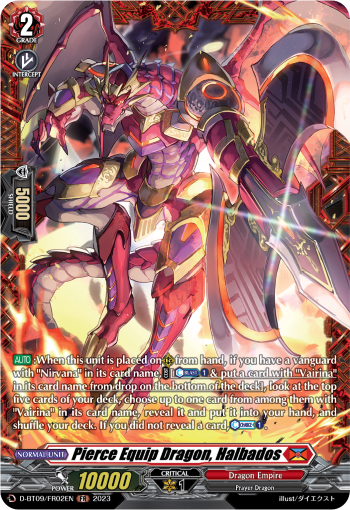 2
GRADE
INTERCEPT
5000
SHIELD
AUTO :When this unit is placed on from hand, if you have a vanguard
with "Nirvana" in its card name, COST [ C BLAST 1 & put a card with "Vairina"
in its card name from drop on the bottom of the deck], look at the top
five cards of your deck, choose up to one card from among them with
"Vairina" in its card name, reveal it and put it into your hand, and
shuffle your deck. If you did not reveal a card, 1 .
NORMAL UNIT
Pierce Equip Dragon, Halbados
POWER 10000
CRITICAL
1
Dragon Empire
Prayer Dragon
D-BT09/FR02EN FR 2023
illust/ダイエクスト